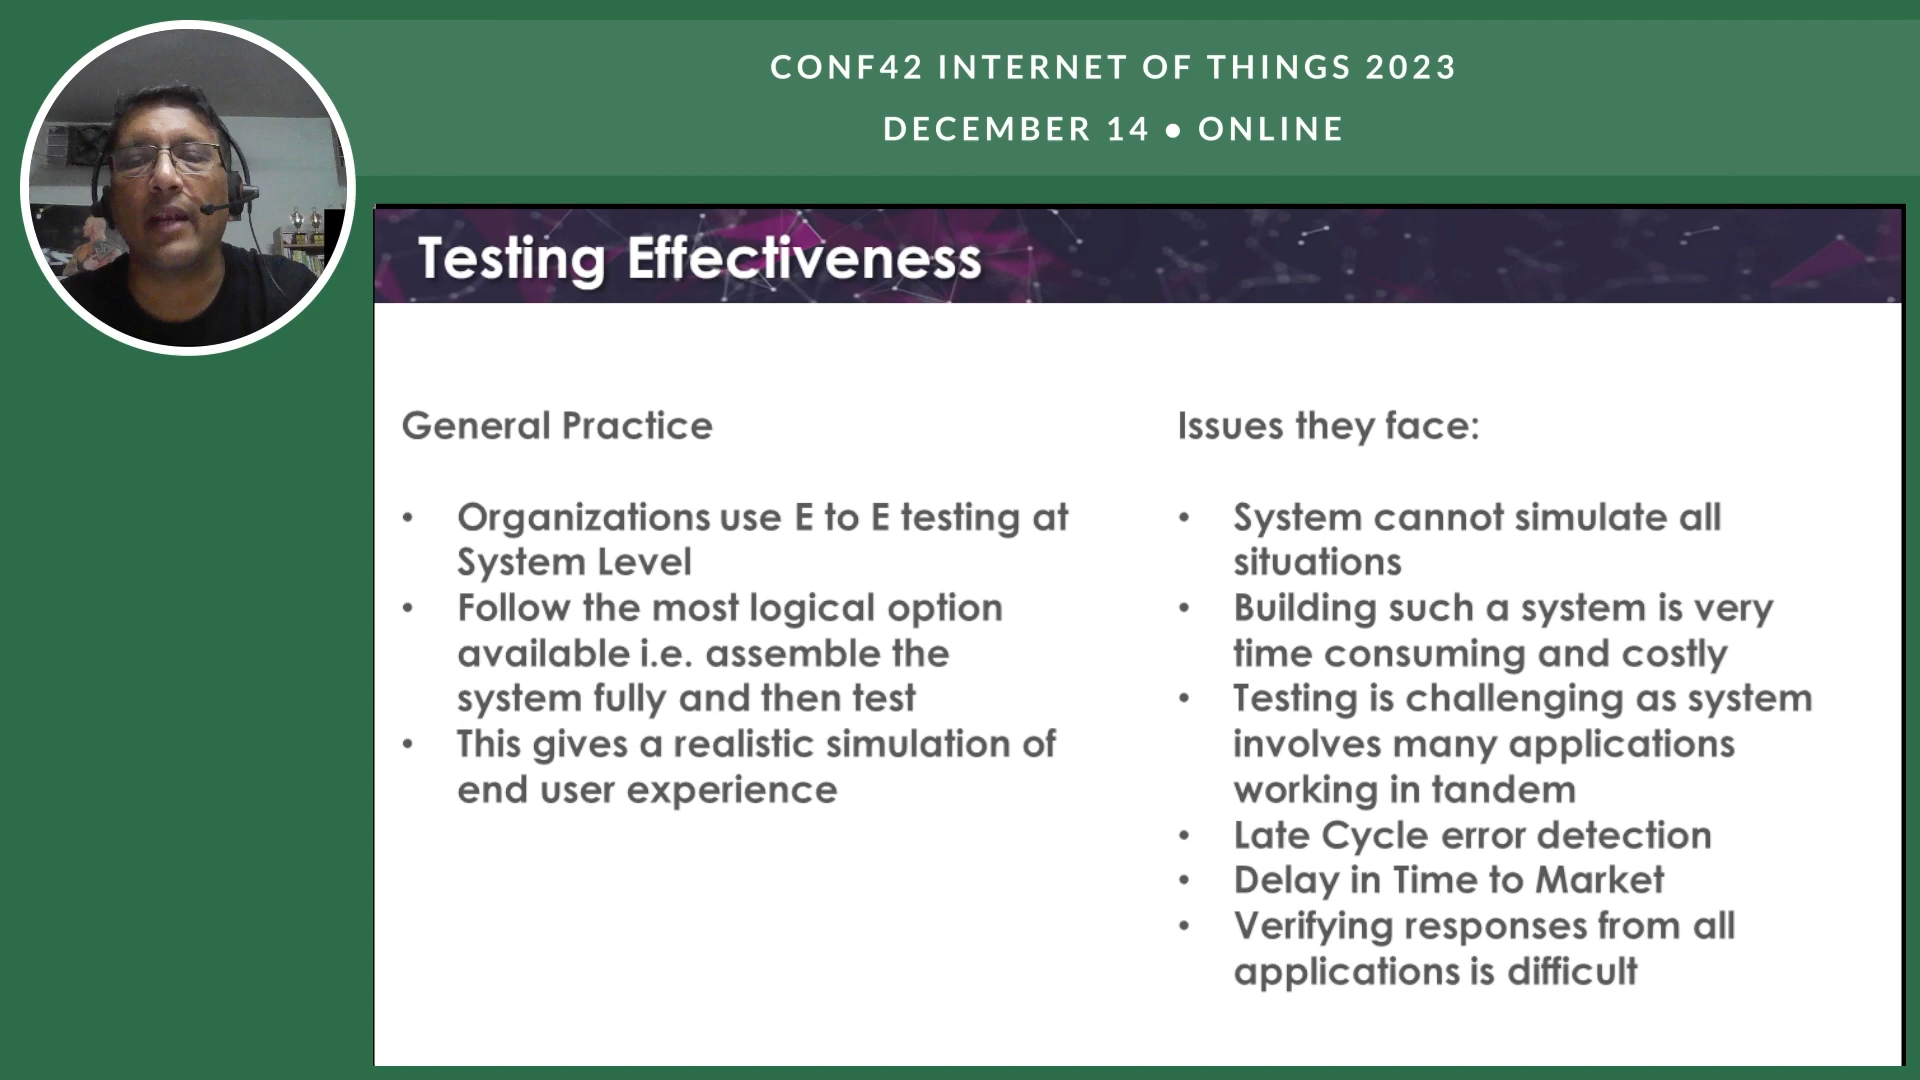 CONF42 INTERNET OF THINGS 2023
DECEMBER 14 • ONLINE
Testing Effectiveness
General Practice
• Organizations use E to E testing at
System Level
• Follow the most logical option
available i.e. assemble the
system fully and then test
• This gives a realistic simulation of
end user experience
Issues they face:
• System cannot simulate all
situations
• Building such a system is very
time consuming and costly
• Testing is challenging as system
involves many applications
working in tandem
• Late Cycle error detection
• Delay in Time to Market
• Verifying responses from all
applications is difficult